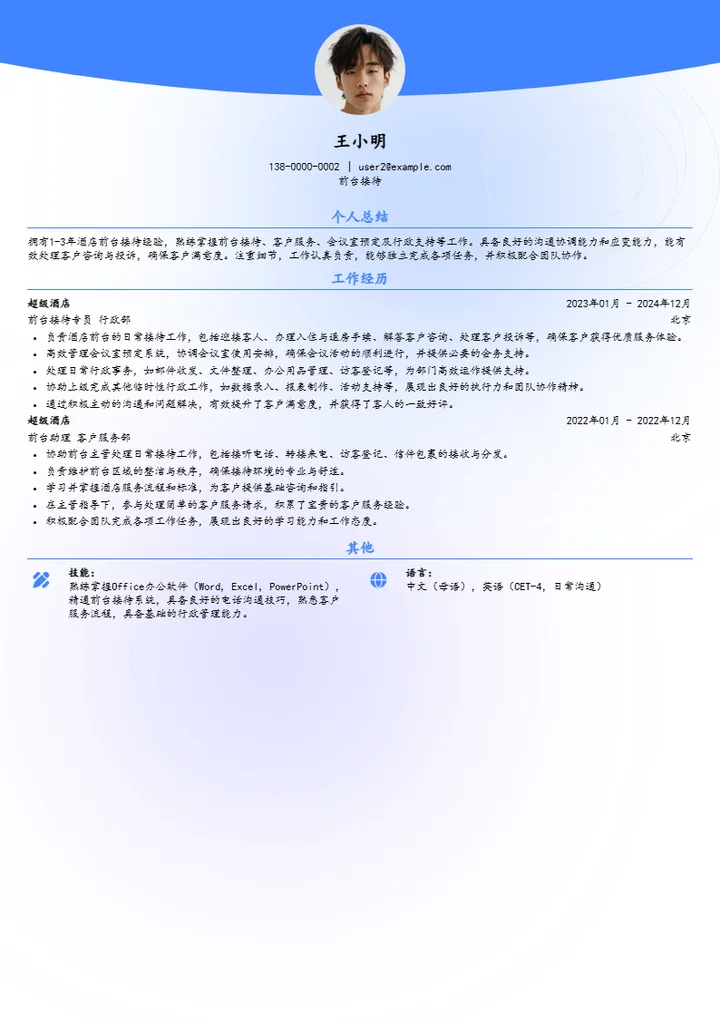 王小明
138-0000-0002 | user2@example.com
前台接待
个人总结
拥有1-3年酒店前台接待经验，熟练掌握前台接待、客户服务、会议室预定及行政支持等工作。具备良好的沟通协调能力和应变能力，能有
效处理客户咨询与投诉，确保客户满意度。注重细节，工作认真负责，能够独立完成各项任务，并积极配合团队协作。
工作经历
超级酒店 2023年01月 - 2024年12月
前台接待专员 行政部 北京
• 负责酒店前台的日常接待工作，包括迎接客人、办理入住与退房手续、解答客户咨询、处理客户投诉等，确保客户获得优质服务体验。
• 高效管理会议室预定系统，协调会议室使用安排，确保会议活动的顺利进行，并提供必要的会务支持。
• 处理日常行政事务，如邮件收发、文件整理、办公用品管理、访客登记等，为部门高效运作提供支持。
• 协助上级完成其他临时性行政工作，如数据录入、报表制作、活动支持等，展现出良好的执行力和团队协作精神。
• 通过积极主动的沟通和问题解决，有效提升了客户满意度，并获得了客人的一致好评。
超级酒店 2022年01月 - 2022年12月
前台助理 客户服务部 北京
• 协助前台主管处理日常接待工作，包括接听电话、转接来电、访客登记、信件包裹的接收与分发。
• 负责维护前台区域的整洁与秩序，确保接待环境的专业与舒适。
• 学习并掌握酒店服务流程和标准，为客户提供基础咨询和指引。
• 在主管指导下，参与处理简单的客户服务请求，积累了宝贵的客户服务经验。
• 积极配合团队完成各项工作任务，展现出良好的学习能力和工作态度。
其他
技能：
熟练掌握Office办公软件（Word, Excel, PowerPoint），
精通前台接待系统，具备良好的电话沟通技巧，熟悉客户
服务流程，具备基础的行政管理能力。
语言：
中文（母语），英语（CET-4，日常沟通）